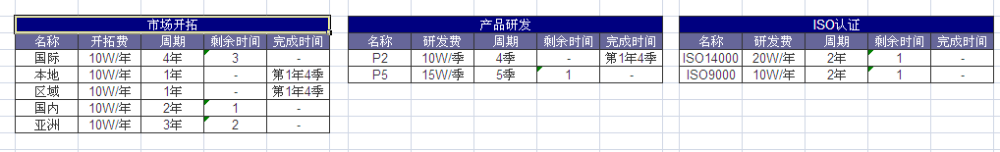 市场开拓 产品研发 ISO认证
名称 开拓费 周期 剩余时间 完成时间 名称 研发费 周期 剩余时间 完成时间 名称 研发费 周期 剩余时间 完成时间
国际 10W/年 4年 3 - P2 10W/季 4季 - 第1年4季 ISO14000 20W/年 2年 1 -
本地 10W/年 1年 - 第1年4季 P5 15W/季 5季 1 - ISO9000 10W/年 2年 1 -
区域 10W/年 1年 - 第1年4季
国内 10W/年 2年 1 -
亚洲 10W/年 3年 2 -